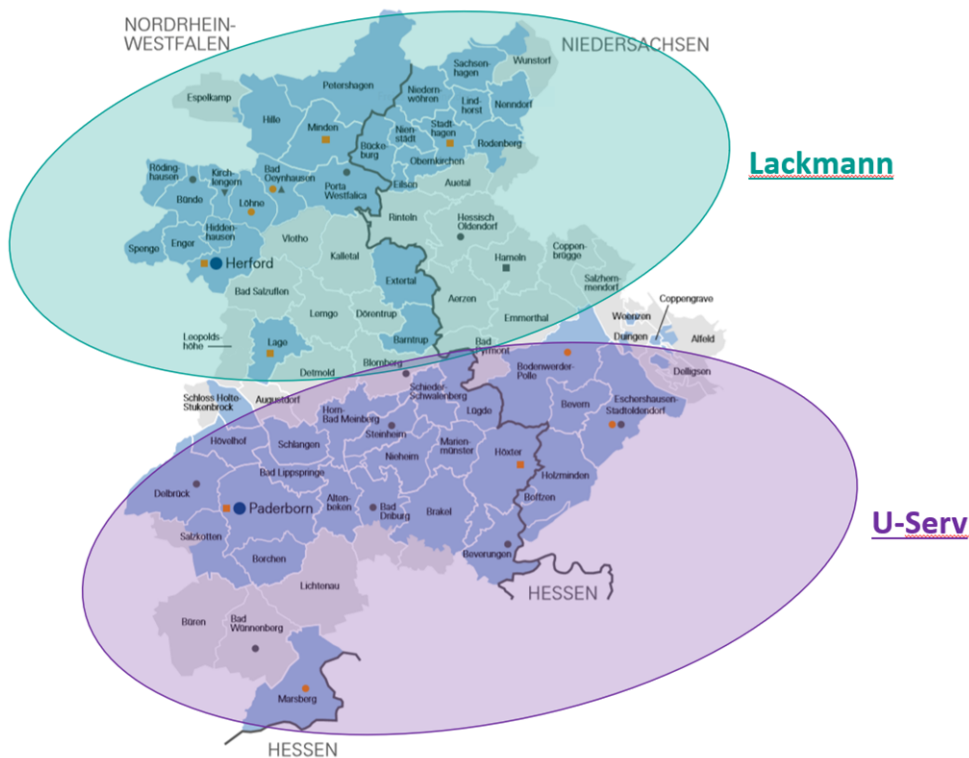 NORDRHEIN-
WESTFALEN
NIEDERSACHSEN
Wunstorf
Sachsen-
hagen
Petershagen
Niedern-
wöhren
Espelkamp
Lind-
horst
Nenndorf
Hille
Minden
Nien-
städt
Stadt-
hagen
Bücke-
burg
Rodenberg
Obernkirchen
Lackmann
Röding-
hausen
Kirch-
lengern
Bad
Oeynhausen
Porta
Westfalica
Eilsen
Auetal
Bünde
Löhne
Rinteln
Hessisch
Oldendorf
Hidden-
hausen
Spenge
Enger
Vlotho
Kalletal
Hameln
Coppen-
brügge
Herford
Extertal
Salzhem-
mendorf
Bad Salzuflen
Aerzen
Coppengrave
Lemgo
Dörentrup
Emmerthal
Weenzen
Duingen
Alfeld
Leopolds-
höhe
Lage
Barntrup
Bad
Pyrmont
Blomberg
Detmold
Bodenwerder-
Polle
Delligsen
Schloss Holte-
Stukenbrock
Augustdorf
Schieder-
Schwalenberg
Horn-
Bad Meinberg
Lügde
Bevern
Eschershausen-
Stadtoldendorf
Steinheim
Hövelhof
Schlangen
Marien-
münster
Höxter
Nieheim
Bad Lippspringe
Holzminden
Delbrück
Paderborn
Alten-
beken
Bad
Driburg
Brakel
Boffzen
U-Serv
Salzkotten
Borchen
Beverungen
HESSEN
Lichtenau
Büren
Bad
Wünnenberg
Marsberg
HESSEN